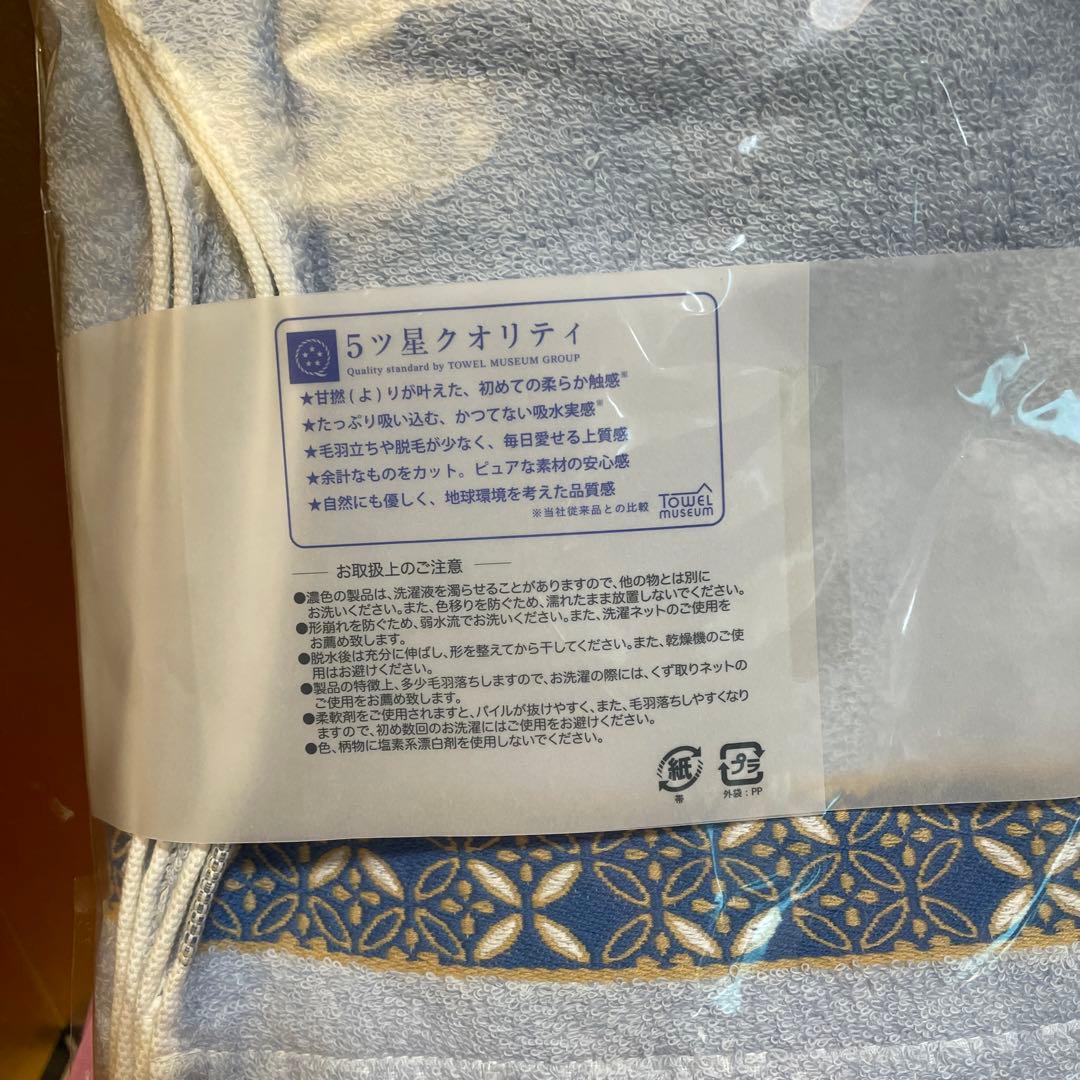 5ツ星クオリティ
Quality standard by TOWEL MUSEUM GROUP
★甘撚(よ)りが叶えた、初めての柔らか触感※
★たっぷり吸い込む、かつてない吸水実感※
★毛羽立ちや脱毛が少なく、毎日愛せる上質感
★余計なものをカット。ピュアな素材の安心感
★自然にも優しく、地球環境を考えた品質感
※当社従来品との比較
TOWEL
MUSEUM
お取扱上のご注意
●濃色の製品は、洗濯液を濁らせることがありますので、他の物とは別に
お洗いください。また、色移りを防ぐため、濡れたまま放置しないでください。
●形崩れを防ぐため、弱水流でお洗いください。また、洗濯ネットのご使用を
お薦め致します。
●脱水後は充分に伸ばし、形を整えてから干してください。また、乾燥機のご使
用はお避けください。
●製品の特徴上、多少毛羽落ちしますので、お洗濯の際には、くず取りネットの
ご使用をお薦め致します。
●柔軟剤をご使用されますと、パイルが抜けやすく、また、毛羽落ちしやすくなり
ますので、初め数回のお洗濯にはご使用をお避けください。
●色、柄物に塩素系漂白剤を使用しないでください。
紙
帯
プラ
外袋：PP